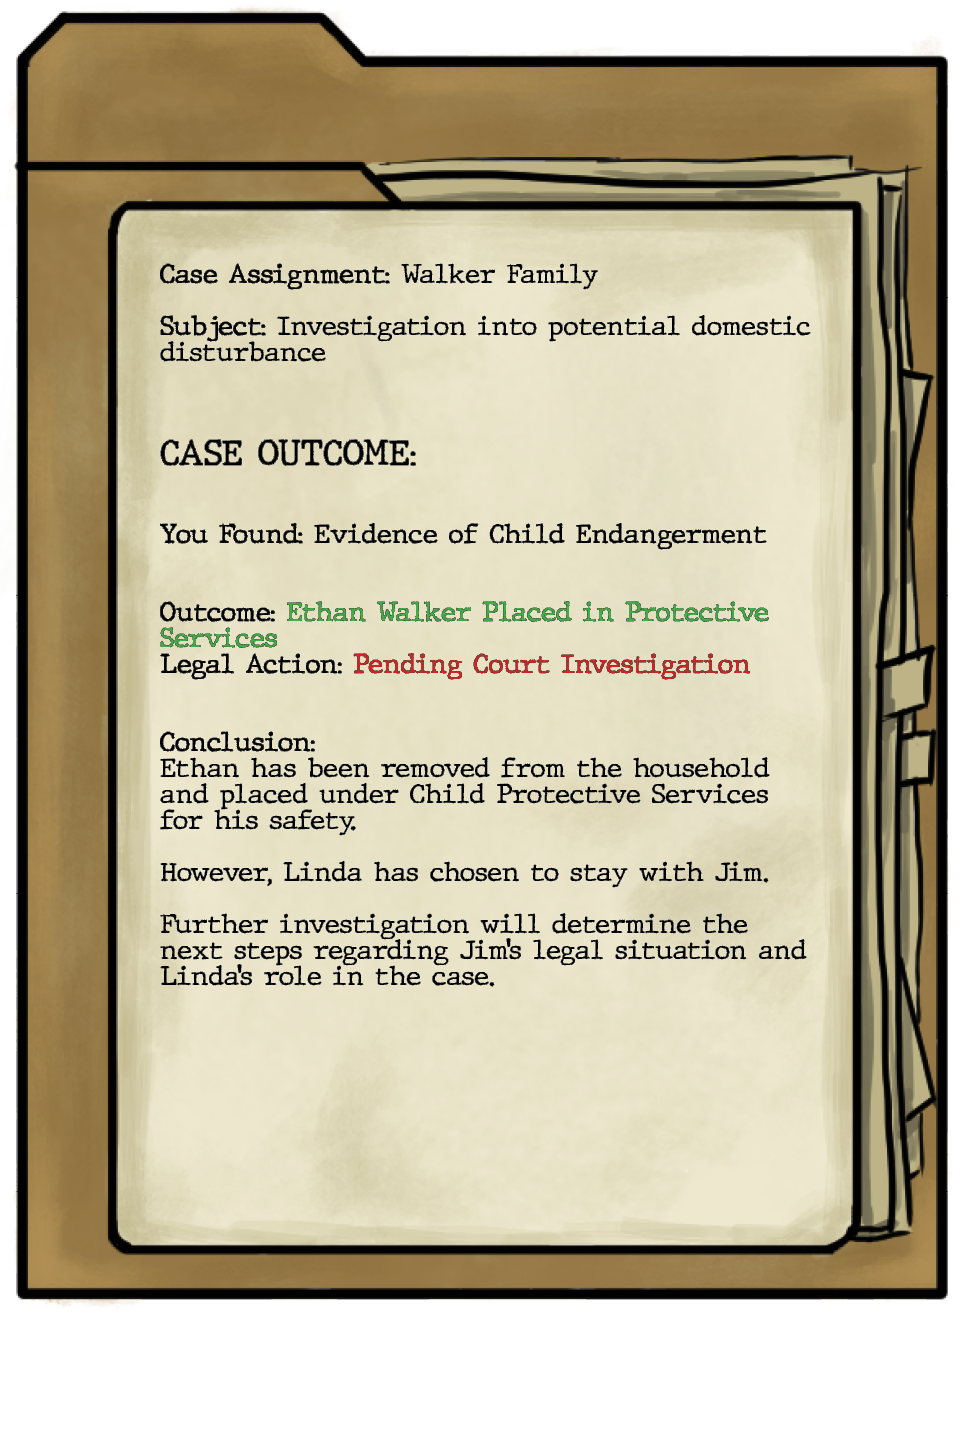 Case Assignment: Walker Family
Subject: Investigation into potential domestic
disturbance
CASE OUTCOME:
You Found: Evidence of Child Endangerment
Outcome: Ethan Walker Placed in Protective
Services
Legal Action: Pending Court Investigation
Conclusion:
Ethan has been removed from the household
and placed under Child Protective Services
for his safety.
However, Linda has chosen to stay with Jim.
Further investigation will determine the
next steps regarding Jim's legal situation and
Linda's role in the case.